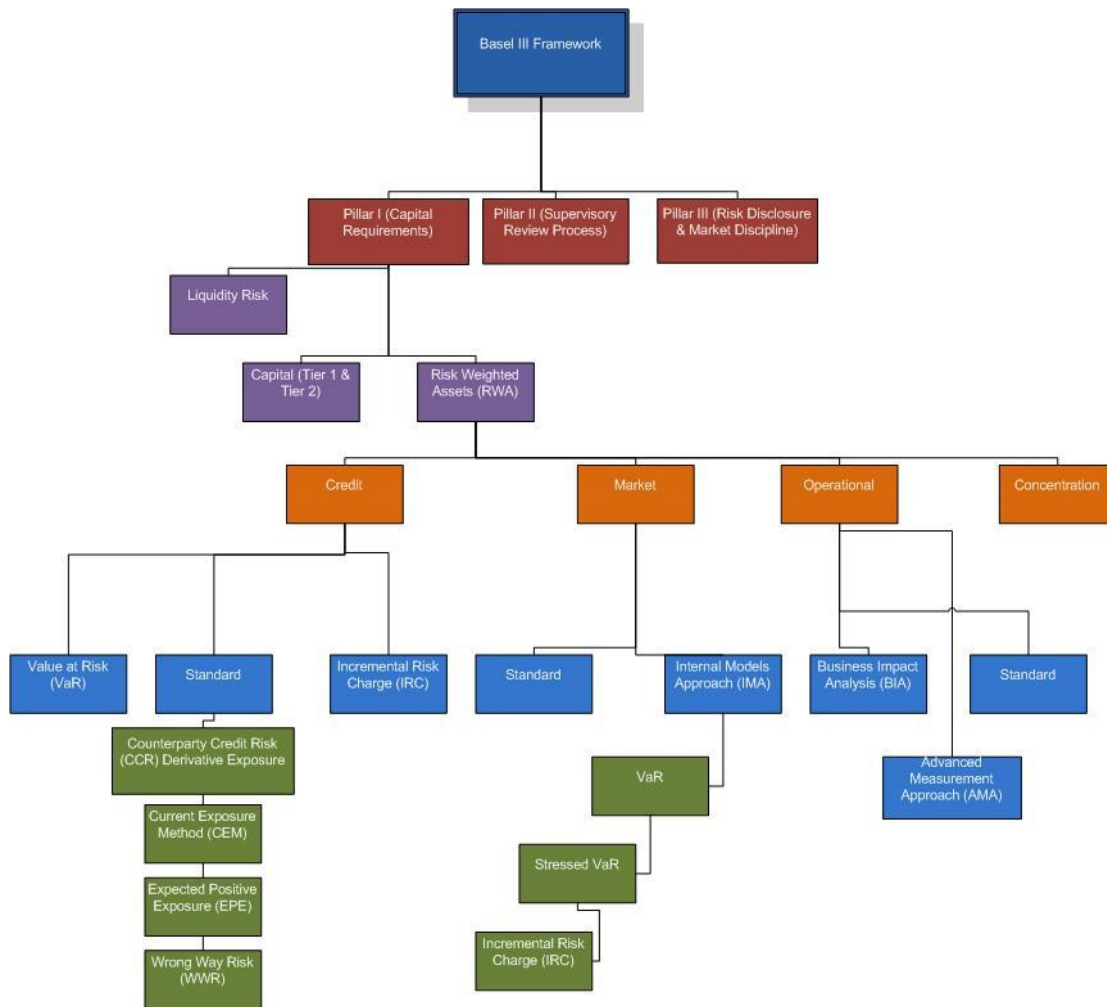 Basel III Framework
Pillar I (Capital
Requirements)
Pillar II (Supervisory
Review Process)
Pillar III (Risk Disclosure
& Market Discipline)
Liquidity Risk
Capital (Tier 1 &
Tier 2)
Risk Weighted
Assets (RWA)
Credit
Market
Operational
Concentration
Value at Risk
(VaR)
Standard
Incremental Risk
Charge (IRC)
Standard
Internal Models
Approach (IMA)
Business Impact
Analysis (BIA)
Standard
Counterparty Credit Risk
(CCR) Derivative Exposure
VaR
Advanced
Measurement
Approach (AMA)
Current Exposure
Method (CEM)
Stressed VaR
Expected Positive
Exposure (EPE)
Incremental Risk
Charge (IRC)
Wrong Way Risk
(WWR)